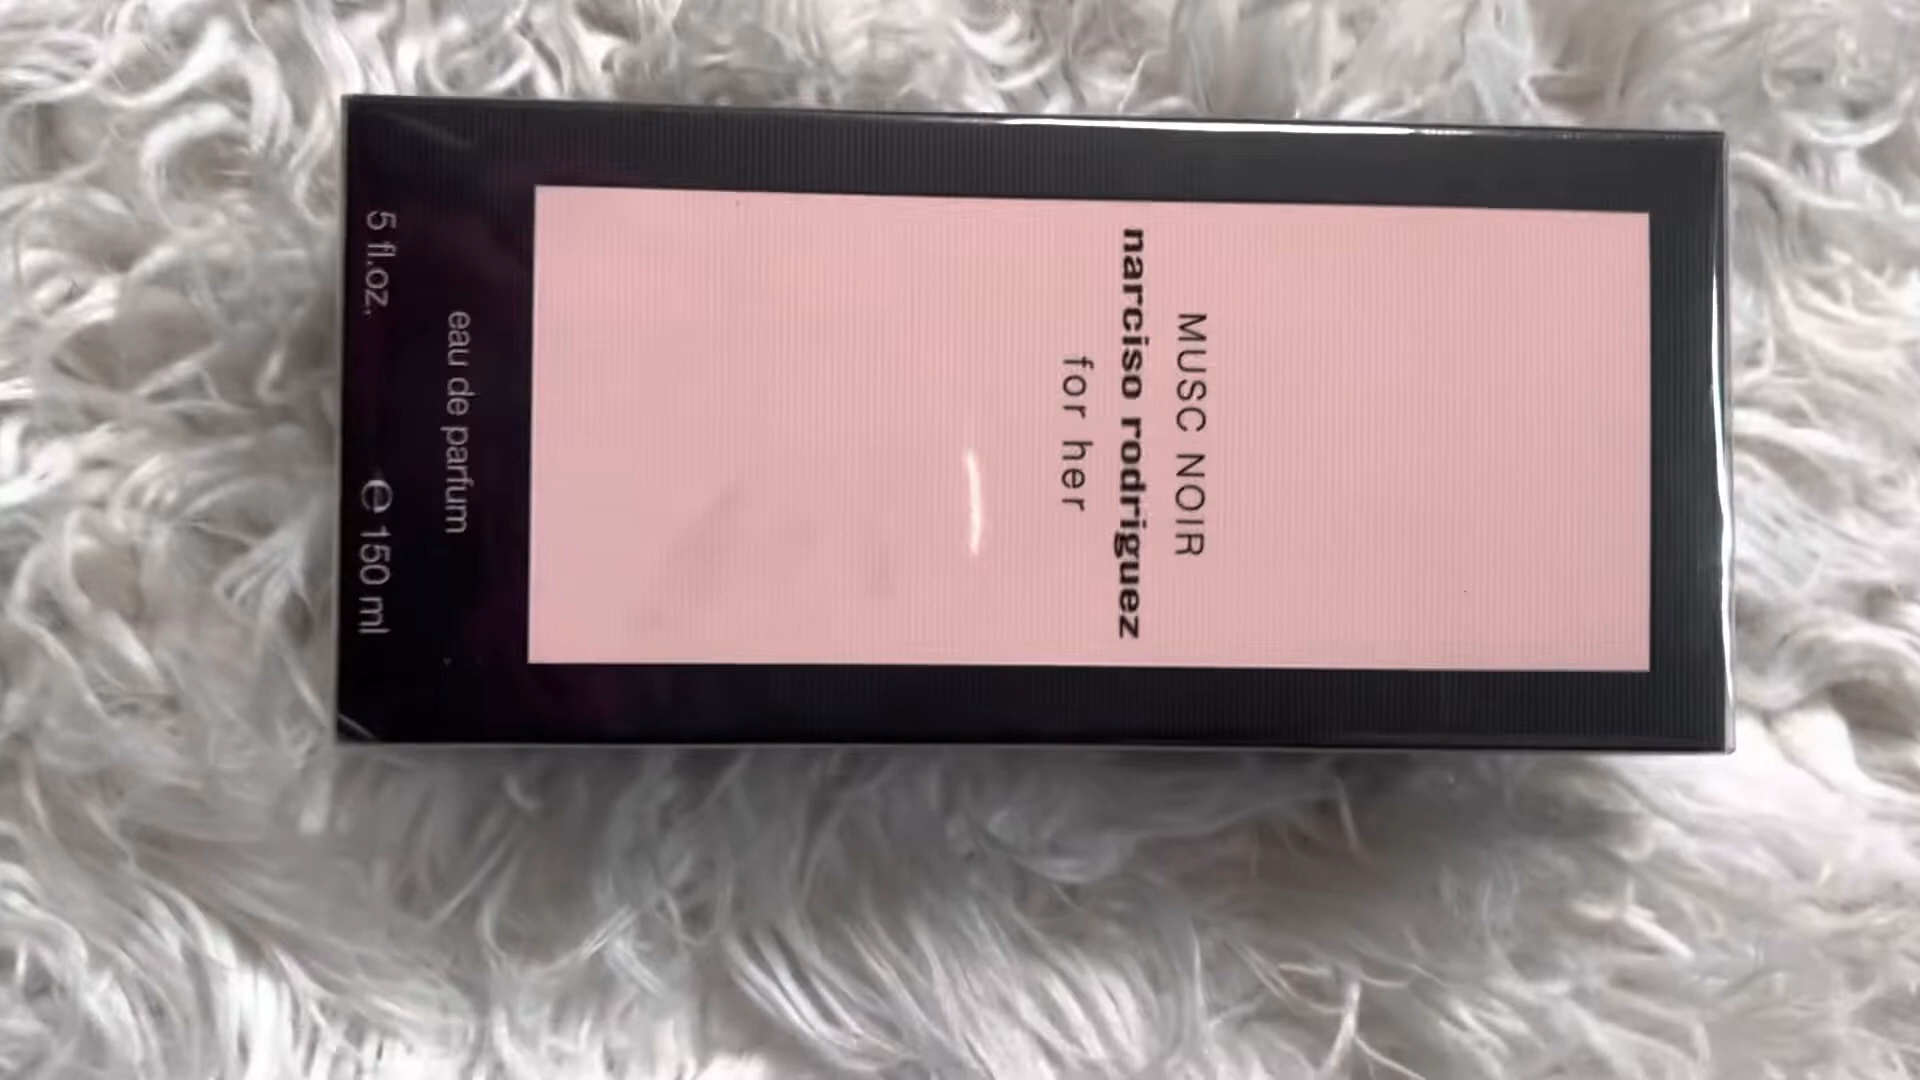 MUSC NOIR
narciso rodriguez
for her
eau de parfum
5 fl.oz. ℮ 150 ml